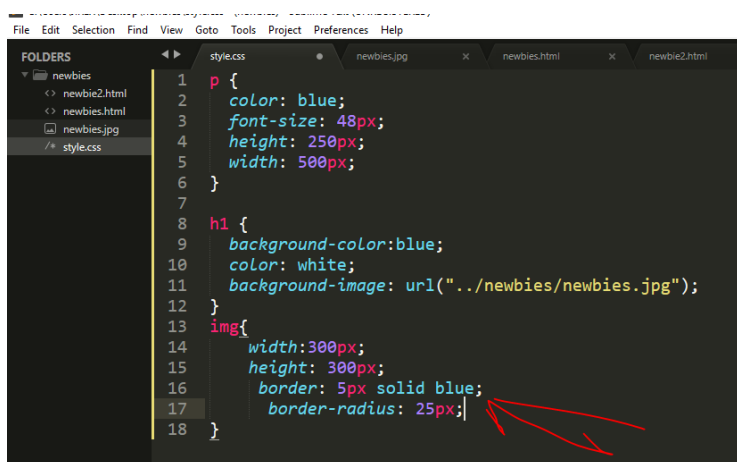 File Edit Selection Find View Goto Tools Project Preferences Help
FOLDERS
newbies
<> newbie2.html
<> newbies.html
newbies.jpg
/* style.css
style.css newbies.jpg newbies.html newbie2.html
1 p {
2 color: blue;
3 font-size: 48px;
4 height: 250px;
5 width: 500px;
6 }
7
8 h1 {
9 background-color:blue;
10 color: white;
11 background-image: url("../newbies/newbies.jpg");
12 }
13 img{
14 width:300px;
15 height: 300px;
16 border: 5px solid blue;
17 border-radius: 25px;
18 }